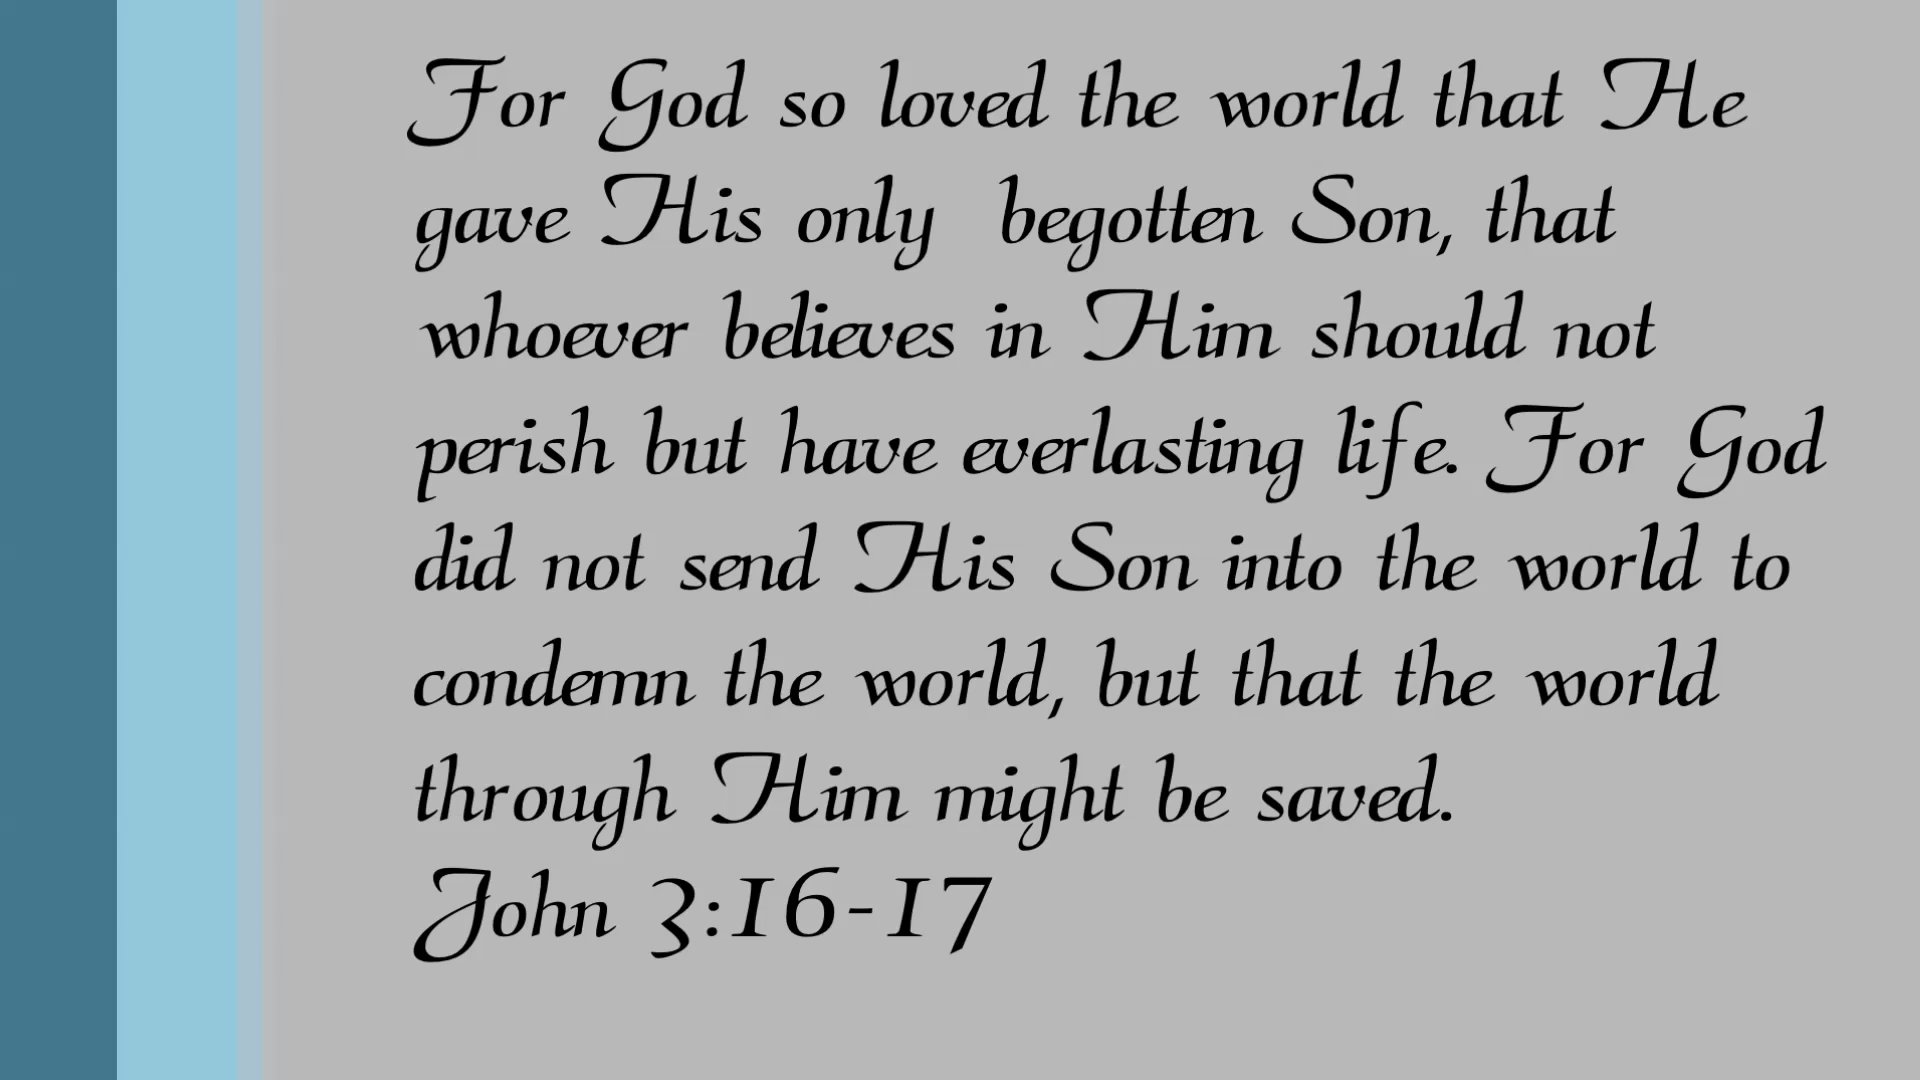 For God so loved the world that He
gave His only  begotten Son, that
whoever believes in Him should not
perish but have everlasting life. For God
did not send His Son into the world to
condemn the world, but that the world
through Him might be saved.
John 3:16-17